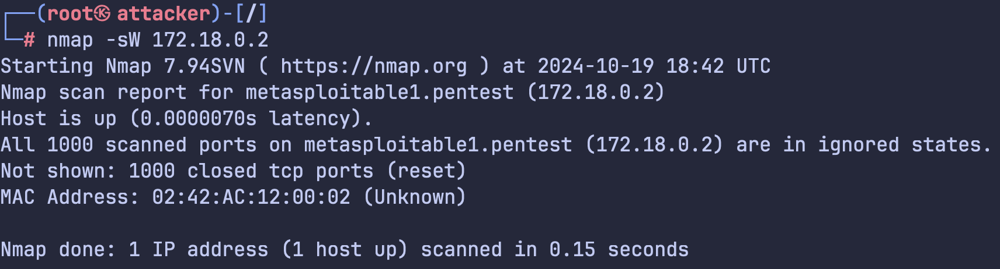 ┌──(root㉿attacker)-[/]
└─# nmap -sW 172.18.0.2
Starting Nmap 7.94SVN ( https://nmap.org ) at 2024-10-19 18:42 UTC
Nmap scan report for metasploitable1.pentest (172.18.0.2)
Host is up (0.0000070s latency).
All 1000 scanned ports on metasploitable1.pentest (172.18.0.2) are in ignored states.
Not shown: 1000 closed tcp ports (reset)
MAC Address: 02:42:AC:12:00:02 (Unknown)
Nmap done: 1 IP address (1 host up) scanned in 0.15 seconds